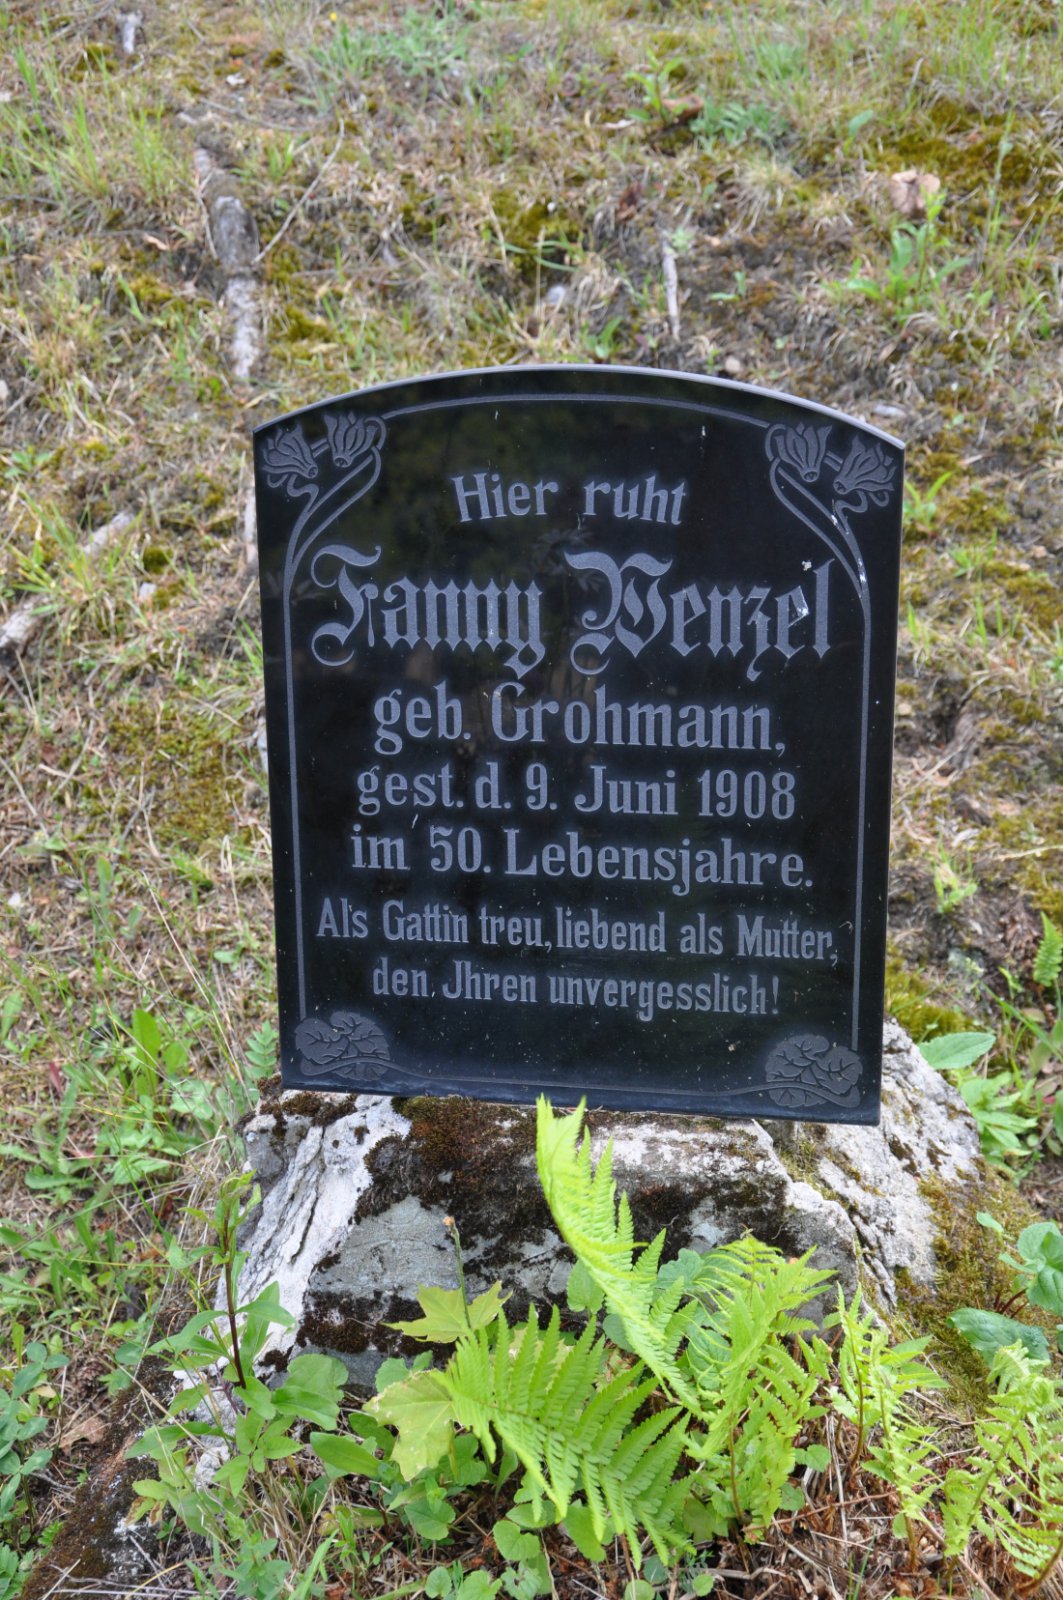 Hier ruht
Fanny Wenzel
geb. Grohmann,
gest. d. 9. Juni 1908
im 50. Lebensjahre.
Als Gattin treu, liebend als Mutter,
den Jhren unvergesslich!